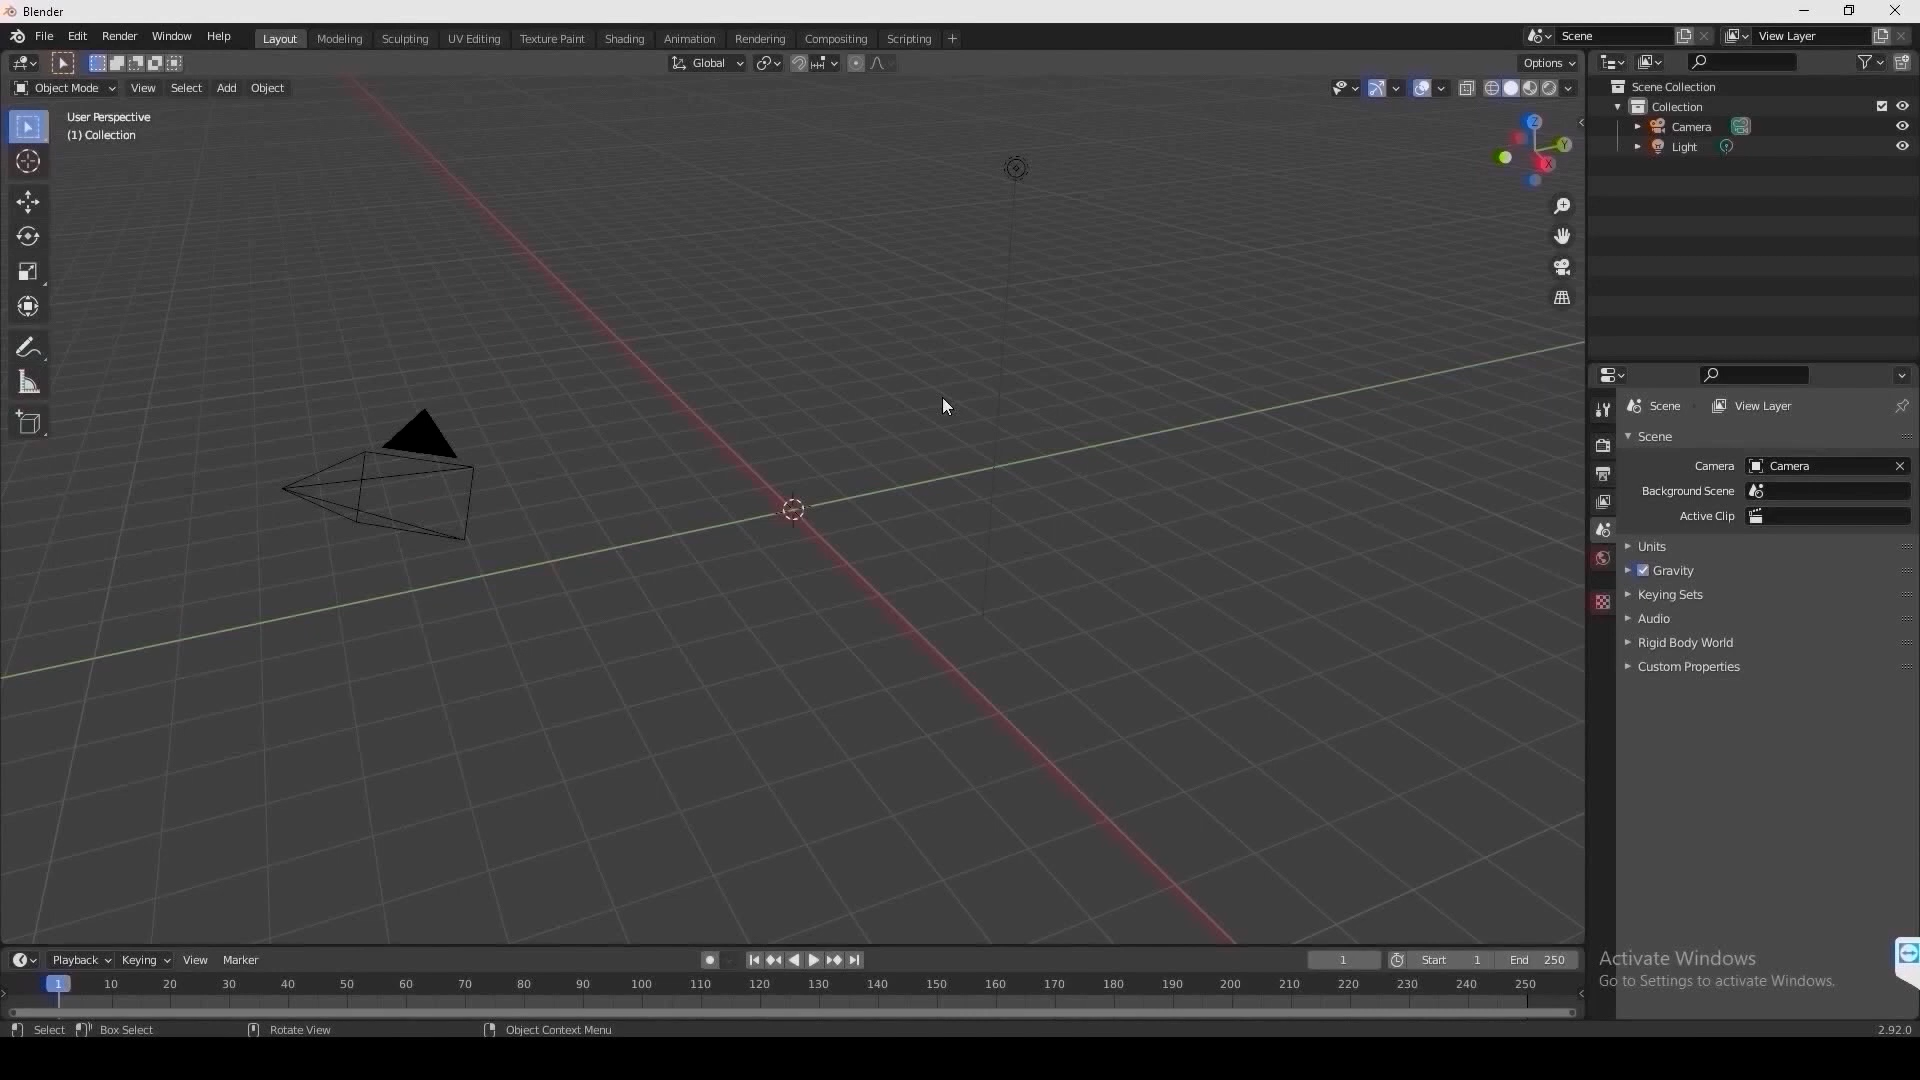 Blender
File Edit Render Window Help Layout Modeling Sculpting UV Editing Texture Paint Shading Animation Rendering Compositing Scripting + Scene View Layer
Global Options
Object Mode View Select Add Object
User Perspective
(1) Collection
Z
Y
X
Scene Collection
Collection
Camera
Light
Scene View Layer
Scene
Camera Camera
Background Scene
Active Clip
Units
Gravity
Keying Sets
Audio
Rigid Body World
Custom Properties
Activate Windows
Go to Settings to activate Windows.
Playback Keying View Marker 1 Start 1 End 250
1 10 20 30 40 50 60 70 80 90 100 110 120 130 140 150 160 170 180 190 200 210 220 230 240 250
Select Box Select Rotate View Object Context Menu 2.92.0